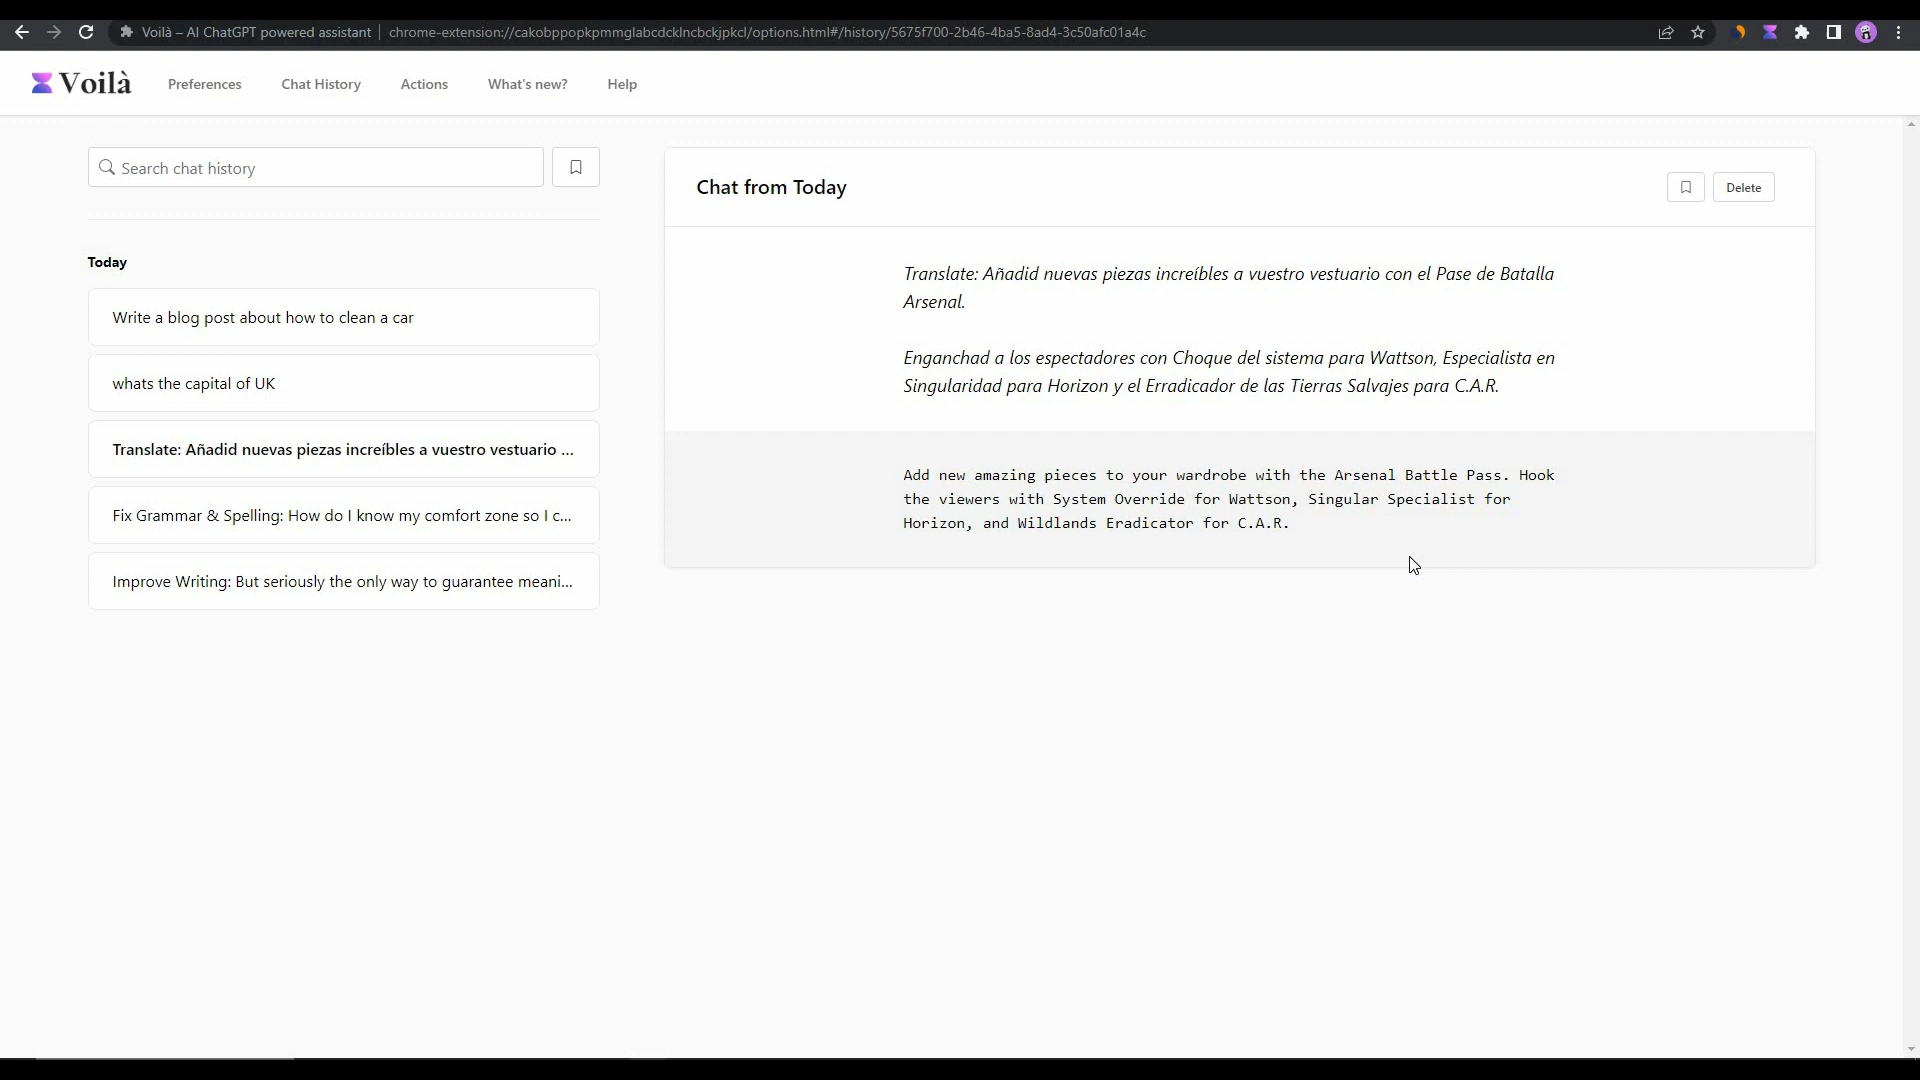 Voilà – AI ChatGPT powered assistant
chrome-extension://cakobppopkpmmglabcdcklncbckjpkcl/options.html#/history/5675f700-2b46-4ba5-8ad4-3c50afc01a4c
Voilà
Preferences
Chat History
Actions
What's new?
Help
Search chat history
Today
Write a blog post about how to clean a car
whats the capital of UK
Translate: Añadid nuevas piezas increíbles a vuestro vestuario ...
Fix Grammar & Spelling: How do I know my comfort zone so I c...
Improve Writing: But seriously the only way to guarantee meani...
Chat from Today
Delete
Translate: Añadid nuevas piezas increíbles a vuestro vestuario con el Pase de Batalla
Arsenal.
Enganchad a los espectadores con Choque del sistema para Wattson, Especialista en
Singularidad para Horizon y el Erradicador de las Tierras Salvajes para C.A.R.
Add new amazing pieces to your wardrobe with the Arsenal Battle Pass. Hook
the viewers with System Override for Wattson, Singular Specialist for
Horizon, and Wildlands Eradicator for C.A.R.